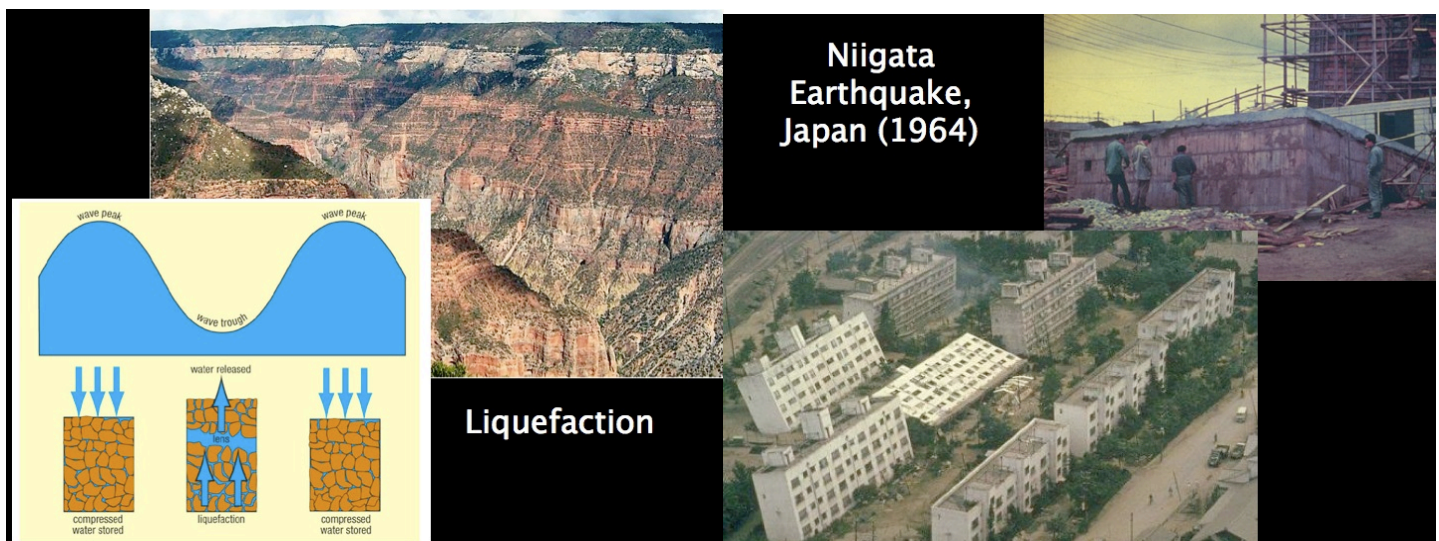 Niigata
Earthquake,
Japan (1964)
wave peak
wave peak
wave trough
water released
lens
compressed
water stored
liquefaction
compressed
water stored
Liquefaction